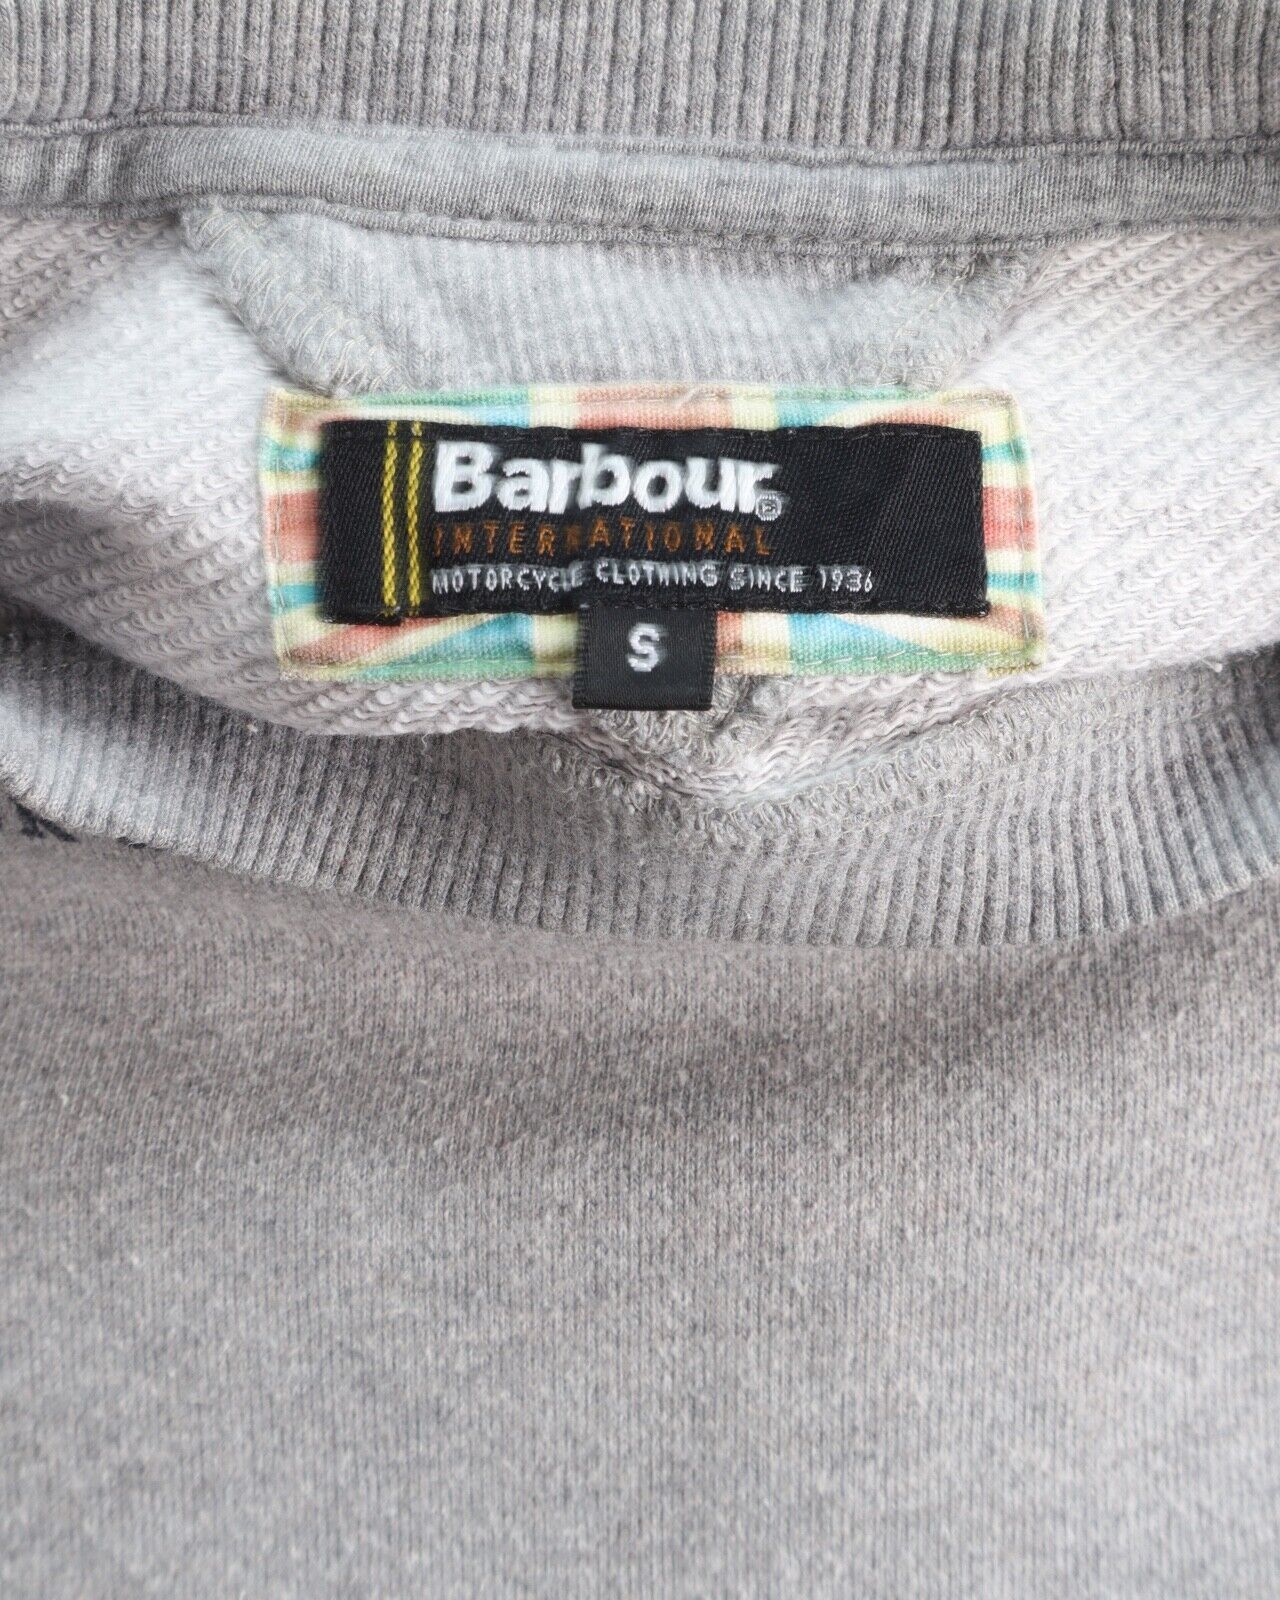 Barbour®
INTERNATIONAL
MOTORCYCLE CLOTHING SINCE 1936
S